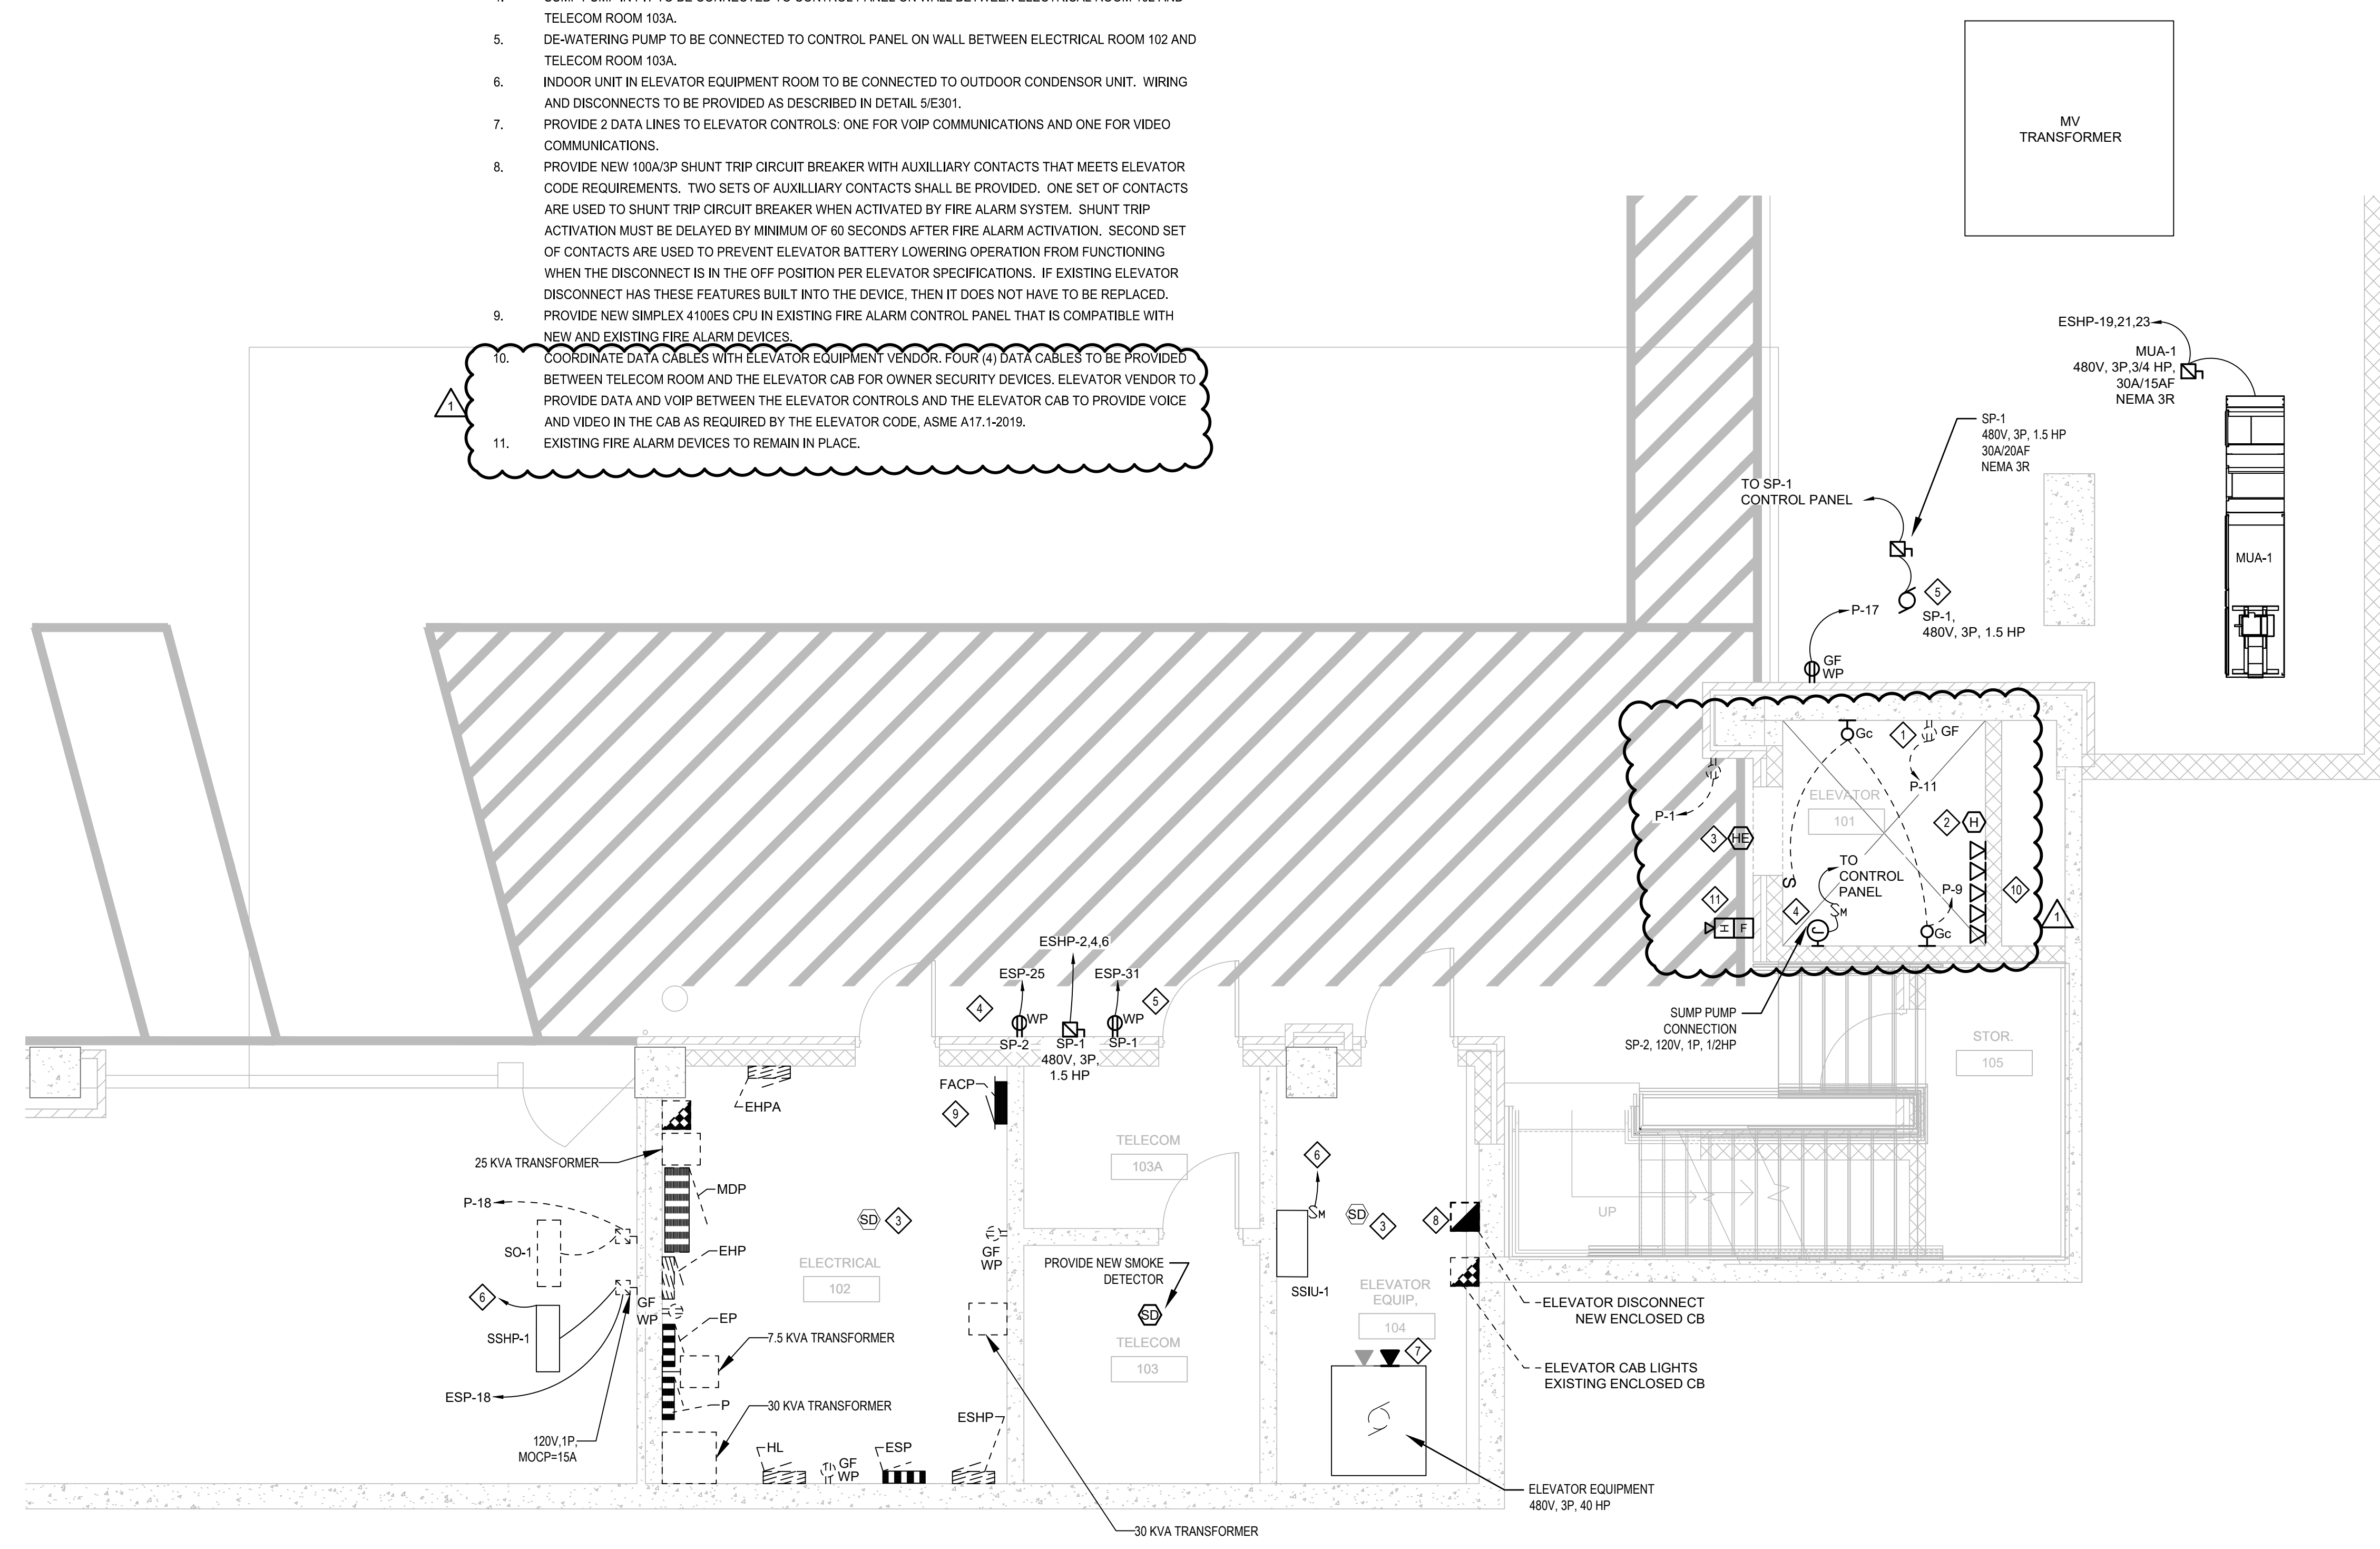 4. SUMP PUMP IN PIT TO BE CONNECTED TO CONTROL PANEL ON WALL BETWEEN ELECTRICAL ROOM 102 AND
TELECOM ROOM 103A.
5. DE-WATERING PUMP TO BE CONNECTED TO CONTROL PANEL ON WALL BETWEEN ELECTRICAL ROOM 102 AND
TELECOM ROOM 103A.
6. INDOOR UNIT IN ELEVATOR EQUIPMENT ROOM TO BE CONNECTED TO OUTDOOR CONDENSOR UNIT. WIRING
AND DISCONNECTS TO BE PROVIDED AS DESCRIBED IN DETAIL 5/E301.
7. PROVIDE 2 DATA LINES TO ELEVATOR CONTROLS: ONE FOR VOIP COMMUNICATIONS AND ONE FOR VIDEO
COMMUNICATIONS.
8. PROVIDE NEW 100A/3P SHUNT TRIP CIRCUIT BREAKER WITH AUXILLIARY CONTACTS THAT MEETS ELEVATOR
CODE REQUIREMENTS. TWO SETS OF AUXILLIARY CONTACTS SHALL BE PROVIDED. ONE SET OF CONTACTS
ARE USED TO SHUNT TRIP CIRCUIT BREAKER WHEN ACTIVATED BY FIRE ALARM SYSTEM. SHUNT TRIP
ACTIVATION MUST BE DELAYED BY MINIMUM OF 60 SECONDS AFTER FIRE ALARM ACTIVATION. SECOND SET
OF CONTACTS ARE USED TO PREVENT ELEVATOR BATTERY LOWERING OPERATION FROM FUNCTIONING
WHEN THE DISCONNECT IS IN THE OFF POSITION PER ELEVATOR SPECIFICATIONS. IF EXISTING ELEVATOR
DISCONNECT HAS THESE FEATURES BUILT INTO THE DEVICE, THEN IT DOES NOT HAVE TO BE REPLACED.
9. PROVIDE NEW SIMPLEX 4100ES CPU IN EXISTING FIRE ALARM CONTROL PANEL THAT IS COMPATIBLE WITH
NEW AND EXISTING FIRE ALARM DEVICES.
10. COORDINATE DATA CABLES WITH ELEVATOR EQUIPMENT VENDOR. FOUR (4) DATA CABLES TO BE PROVIDED
BETWEEN TELECOM ROOM AND THE ELEVATOR CAB FOR OWNER SECURITY DEVICES. ELEVATOR VENDOR TO
PROVIDE DATA AND VOIP BETWEEN THE ELEVATOR CONTROLS AND THE ELEVATOR CAB TO PROVIDE VOICE
AND VIDEO IN THE CAB AS REQUIRED BY THE ELEVATOR CODE, ASME A17.1-2019.
11. EXISTING FIRE ALARM DEVICES TO REMAIN IN PLACE.
1
MV
TRANSFORMER
ESHP-19,21,23
MUA-1
480V, 3P,3/4 HP,
30A/15AF
NEMA 3R
MUA-1
SP-1
480V, 3P, 1.5 HP
30A/20AF
NEMA 3R
TO SP-1
CONTROL PANEL
5
SP-1,
480V, 3P, 1.5 HP
P-17
GF
WP
Gc
1
GF
P-11
ELEVATOR
101
P-1
3
HE
2
H
TO
CONTROL
PANEL
S
SM
P-9
10
1
11
4
J
Gc
H
F
SUMP PUMP
CONNECTION
SP-2, 120V, 1P, 1/2HP
STOR.
105
UP
ESHP-2,4,6
ESP-25
ESP-31
4
5
WP
WP
SP-2
SP-1
SP-1
480V, 3P,
1.5 HP
FACP
9
EHPA
25 KVA TRANSFORMER
MDP
P-18
SO-1
EHP
6
SSHP-1
GF
WP
EP
7.5 KVA TRANSFORMER
ESP-18
P
30 KVA TRANSFORMER
120V,1P,
MOCP=15A
HL
GF
WP
ESP
ESHP
SD
3
ELECTRICAL
102
GF
WP
30 KVA TRANSFORMER
TELECOM
103A
PROVIDE NEW SMOKE
DETECTOR
SD
TELECOM
103
6
SM
SD
3
8
SSIU-1
ELEVATOR
EQUIP,
104
7
ELEVATOR DISCONNECT
NEW ENCLOSED CB
ELEVATOR CAB LIGHTS
EXISTING ENCLOSED CB
ELEVATOR EQUIPMENT
480V, 3P, 40 HP